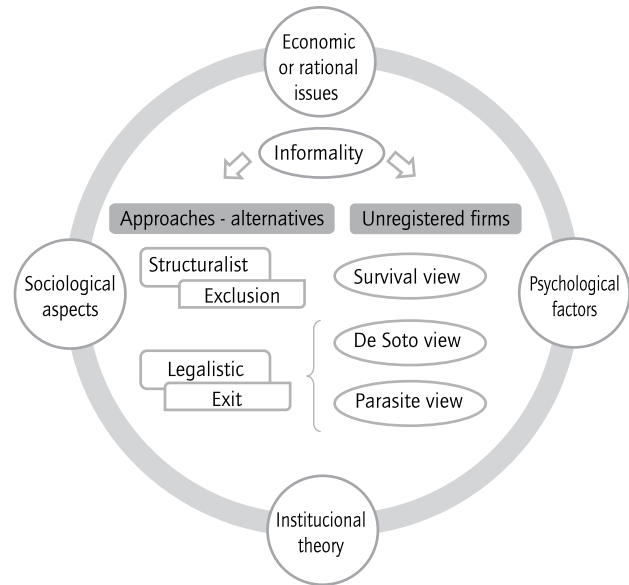 Economic
or rational
issues
Informality
Approaches - alternatives
Unregistered firms
Structuralist
Exclusion
Survival view
Sociological
aspects
Psychological
factors
De Soto view
Legalistic
Exit
Parasite view
Institucional
theory